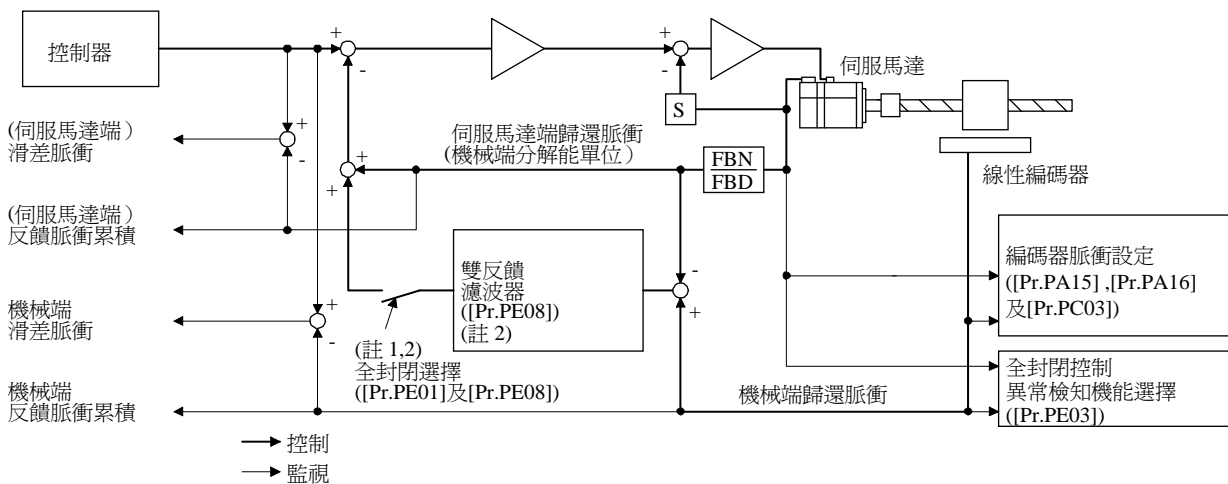 控制器
+
-
+
-
伺服馬達
S
(伺服馬達端)
滑差脈衝
+
-
伺服馬達端歸還脈衝
(機械端分解能單位)
+
+
FBN
FBD
線性編碼器
(伺服馬達端)
反饋脈衝累積
雙反饋
濾波器
([Pr.PE08])
(註 2)
-
+
-
編碼器脈衝設定
([Pr.PA15] ,[Pr.PA16]
及[Pr.PC03])
機械端
滑差脈衝
+
-
(註 1,2)
全封閉選擇
([Pr.PE01]及[Pr.PE08])
全封閉控制
異常檢知機能選擇
([Pr.PE03])
機械端
反饋脈衝累積
機械端歸還脈衝
控制
監視